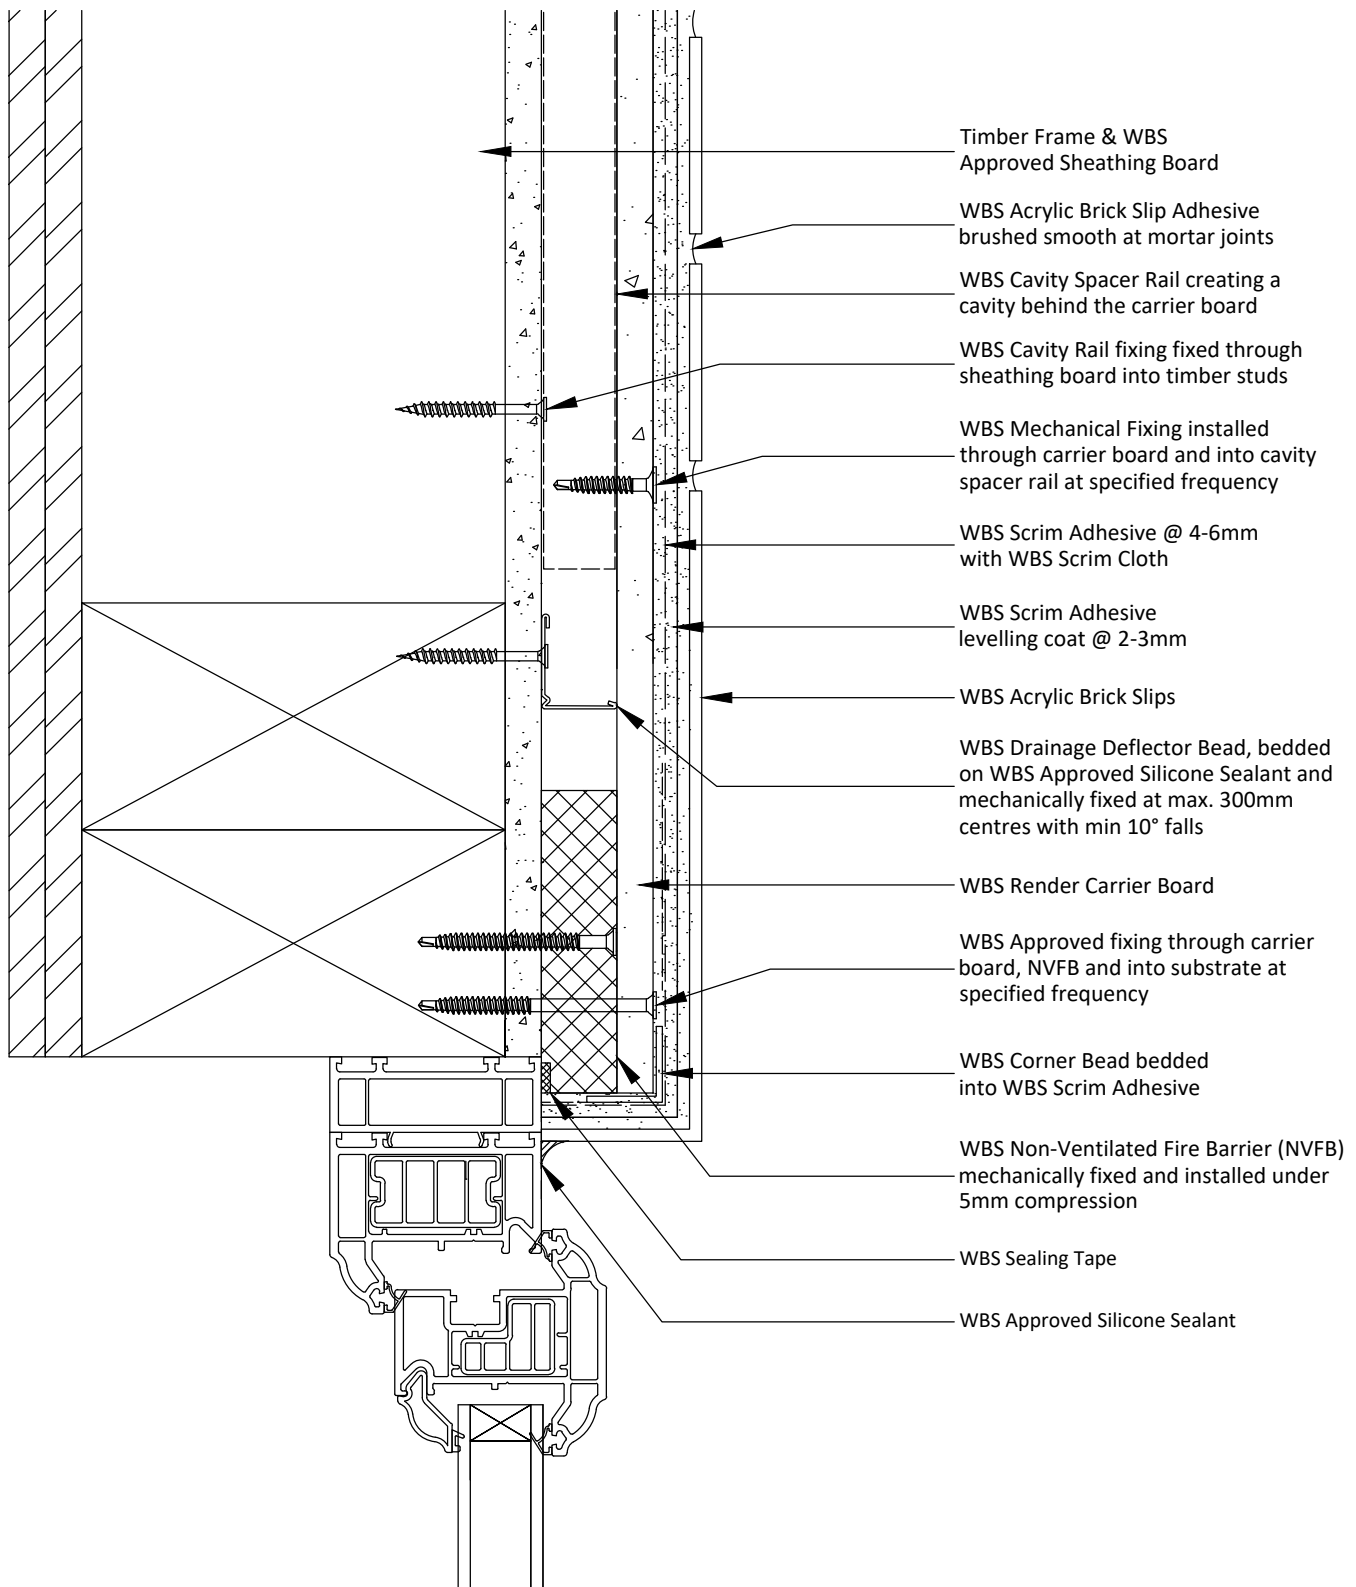 Timber Frame & WBS
Approved Sheathing Board
WBS Acrylic Brick Slip Adhesive
brushed smooth at mortar joints
WBS Cavity Spacer Rail creating a
cavity behind the carrier board
WBS Cavity Rail fixing fixed through
sheathing board into timber studs
WBS Mechanical Fixing installed
through carrier board and into cavity
spacer rail at specified frequency
WBS Scrim Adhesive @ 4-6mm
with WBS Scrim Cloth
WBS Scrim Adhesive
levelling coat @ 2-3mm
WBS Acrylic Brick Slips
WBS Drainage Deflector Bead, bedded
on WBS Approved Silicone Sealant and
mechanically fixed at max. 300mm
centres with min 10° falls
WBS Render Carrier Board
WBS Approved fixing through carrier
board, NVFB and into substrate at
specified frequency
WBS Corner Bead bedded
into WBS Scrim Adhesive
WBS Non-Ventilated Fire Barrier (NVFB)
mechanically fixed and installed under
5mm compression
WBS Sealing Tape
WBS Approved Silicone Sealant